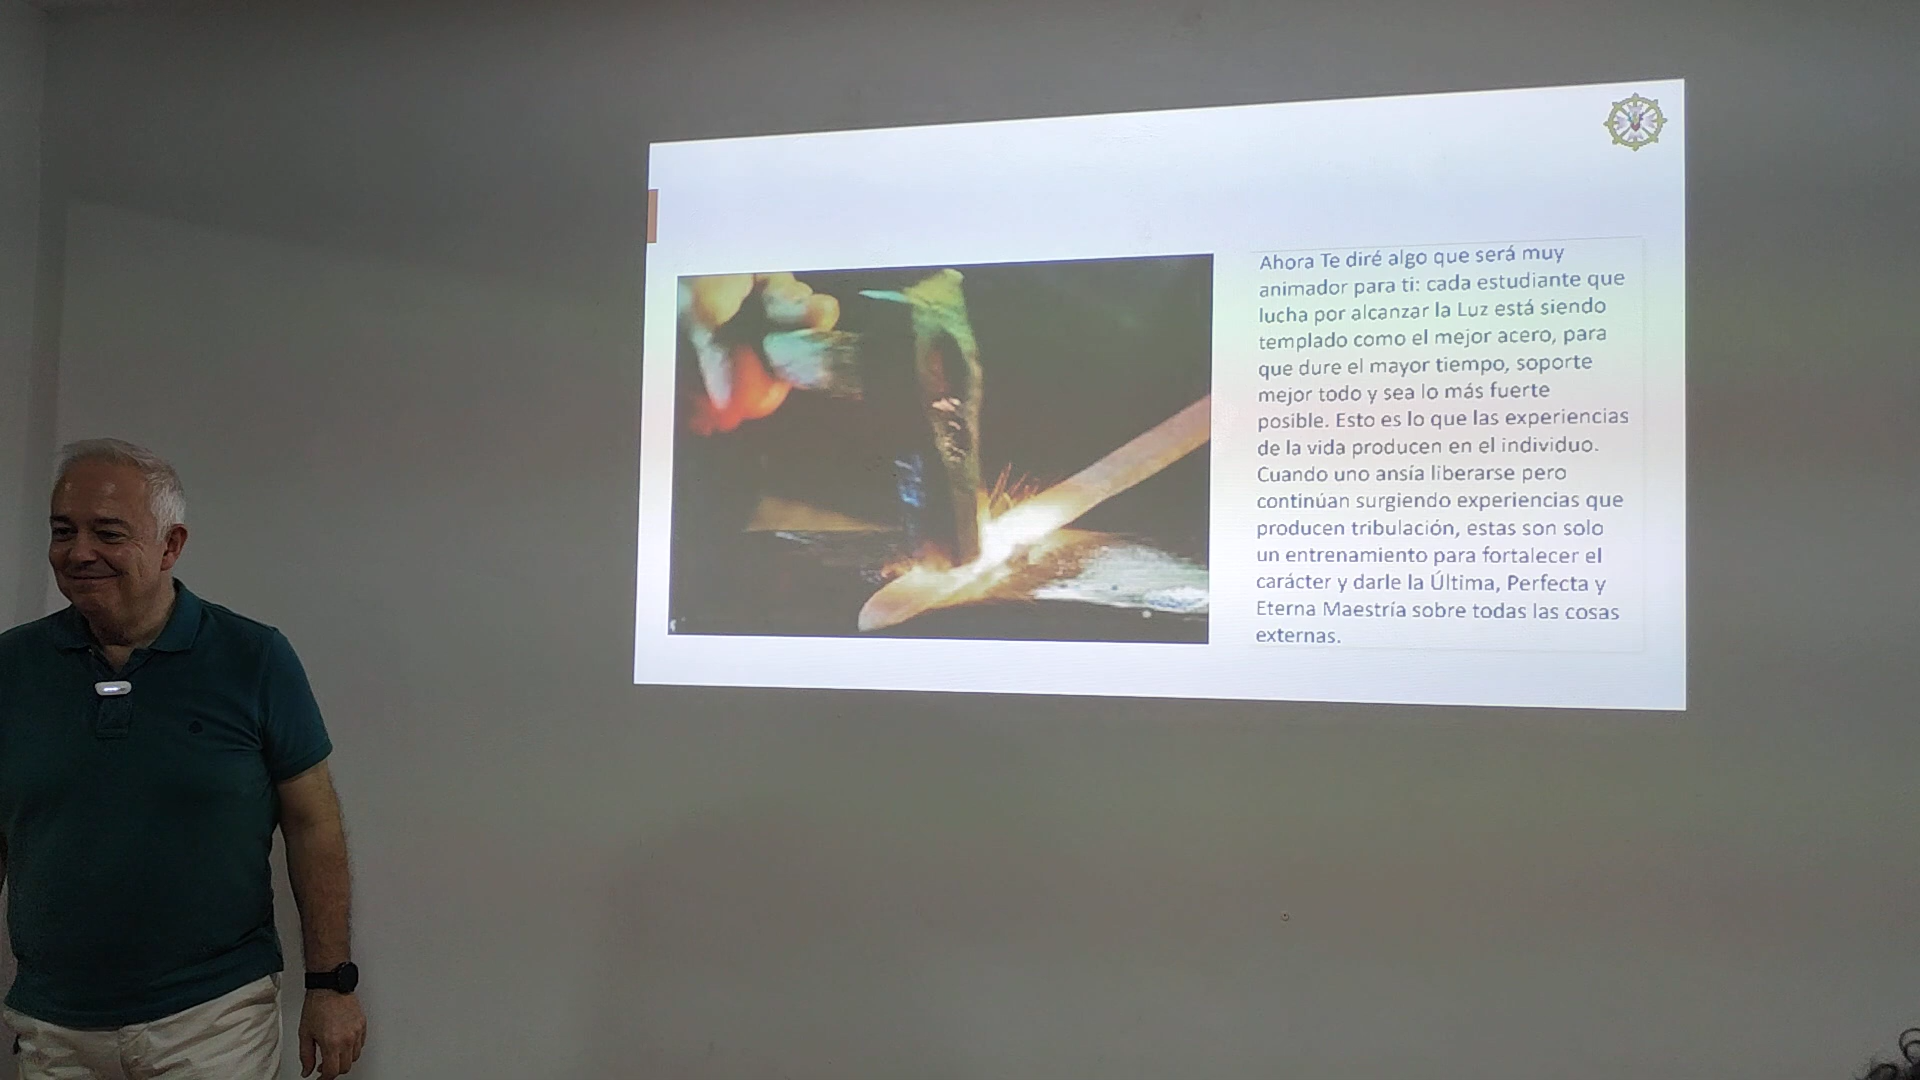 Ahora Te diré algo que será muy
animador para ti: cada estudiante que
lucha por alcanzar la Luz está siendo
templado como el mejor acero, para
que dure el mayor tiempo, soporte
mejor todo y sea lo más fuerte
posible. Esto es lo que las experiencias
de la vida producen en el individuo.
Cuando uno ansía liberarse pero
continúan surgiendo experiencias que
producen tribulación, estas son solo
un entrenamiento para fortalecer el
carácter y darle la Última, Perfecta y
Eterna Maestría sobre todas las cosas
externas.